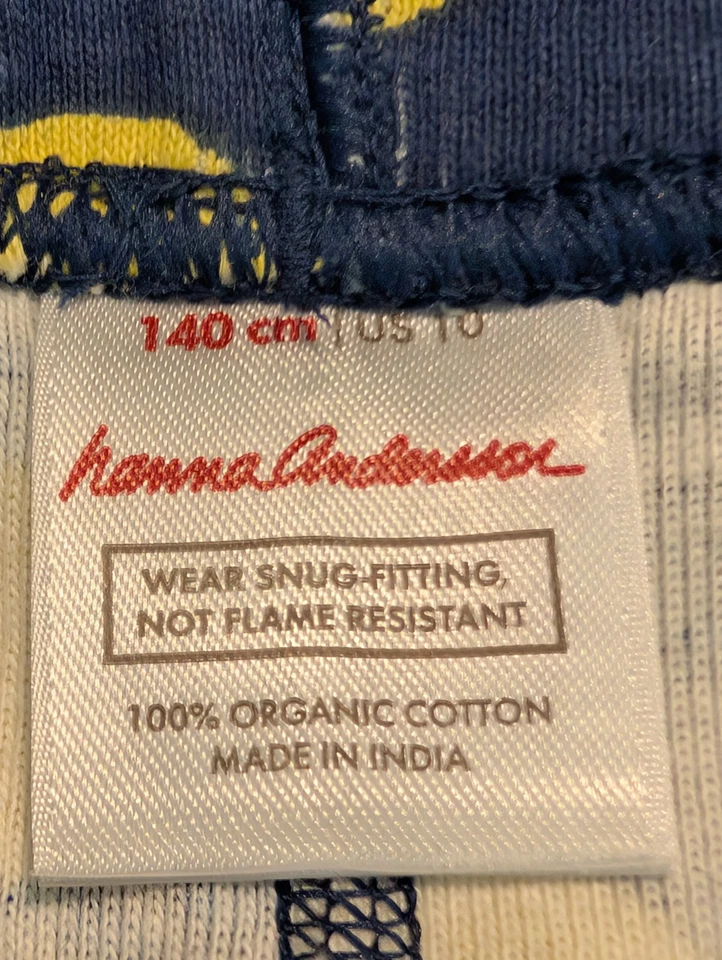 140 cm | US 10
hanna andersson
WEAR SNUG-FITTING,
NOT FLAME RESISTANT
100% ORGANIC COTTON
MADE IN INDIA